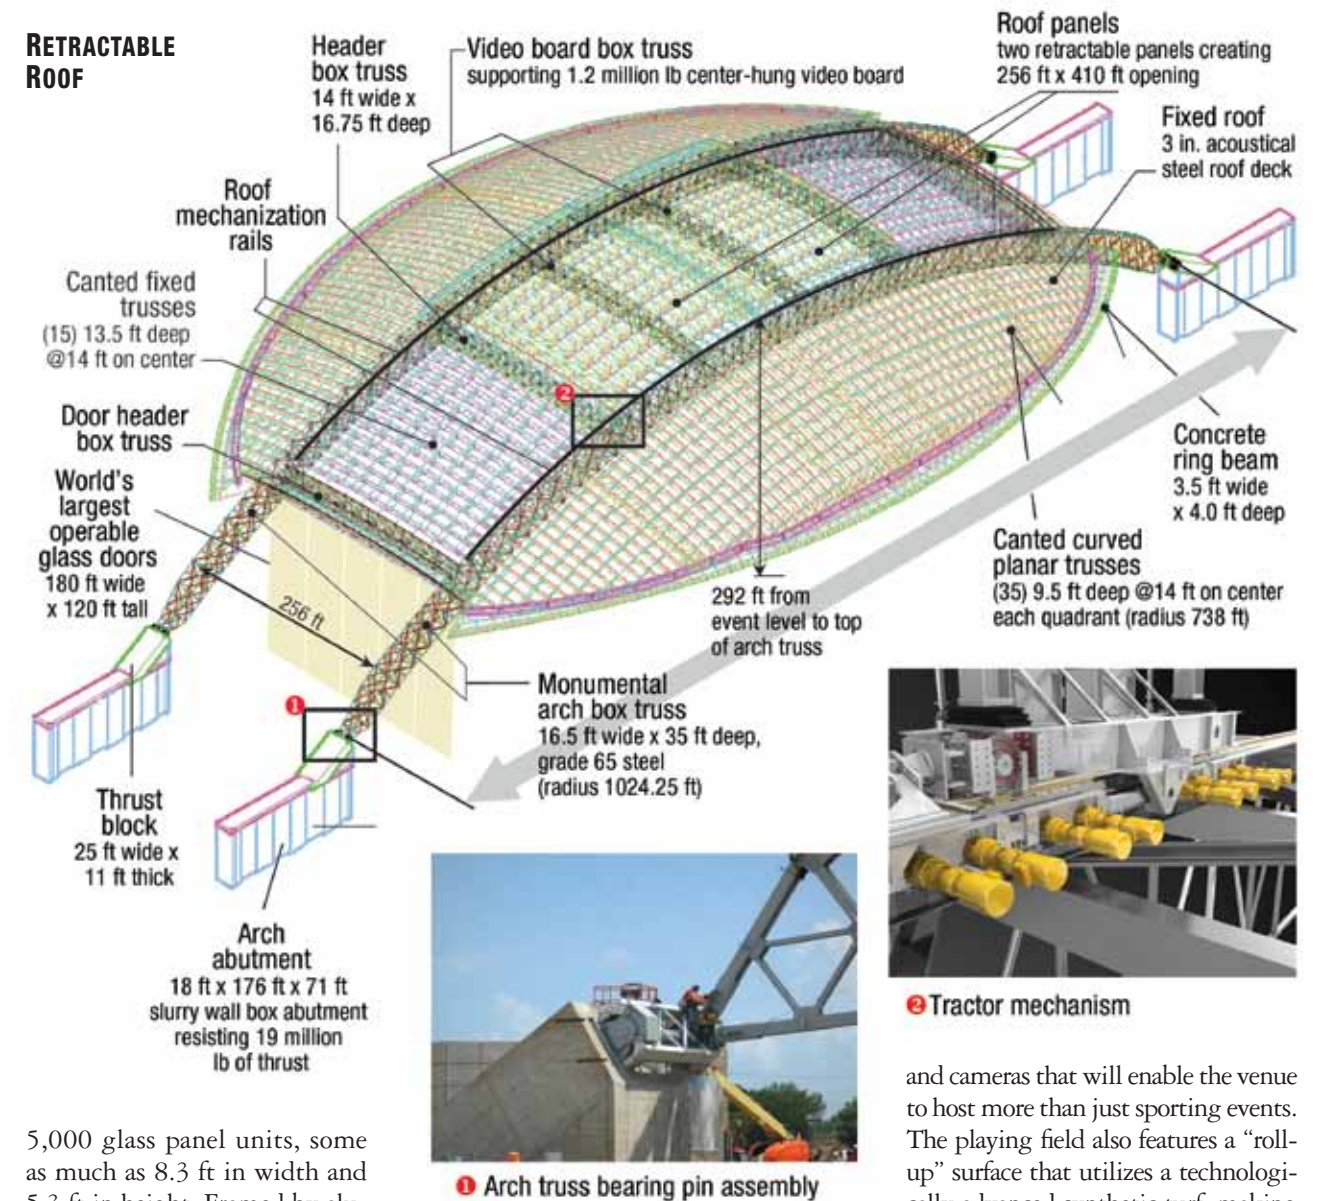 RETRACTABLE
ROOF
Header
box truss
14 ft wide x
16.75 ft deep
Video board box truss
supporting 1.2 million lb center-hung video board
Roof panels
two retractable panels creating
256 ft x 410 ft opening
Fixed roof
3 in. acoustical
steel roof deck
Roof
mechanization
rails
Canted fixed
trusses
(15) 13.5 ft deep
@14 ft on center
Door header
box truss
World's
largest
operable
glass doors
180 ft wide
x 120 ft tall
256 ft
2
1
Concrete
ring beam
3.5 ft wide
x 4.0 ft deep
Canted curved
planar trusses
(35) 9.5 ft deep @14 ft on center
each quadrant (radius 738 ft)
292 ft from
event level to top
of arch truss
Monumental
arch box truss
16.5 ft wide x 35 ft deep,
grade 65 steel
(radius 1024.25 ft)
Thrust
block
25 ft wide x
11 ft thick
Arch
abutment
18 ft x 176 ft x 71 ft
slurry wall box abutment
resisting 19 million
lb of thrust
2 Tractor mechanism
1 Arch truss bearing pin assembly
5,000 glass panel units, some
as much as 8.3 ft in width and
and cameras that will enable the venue
to host more than just sporting events.
The playing field also features a “roll-
up” surface that utilizes a technologi-